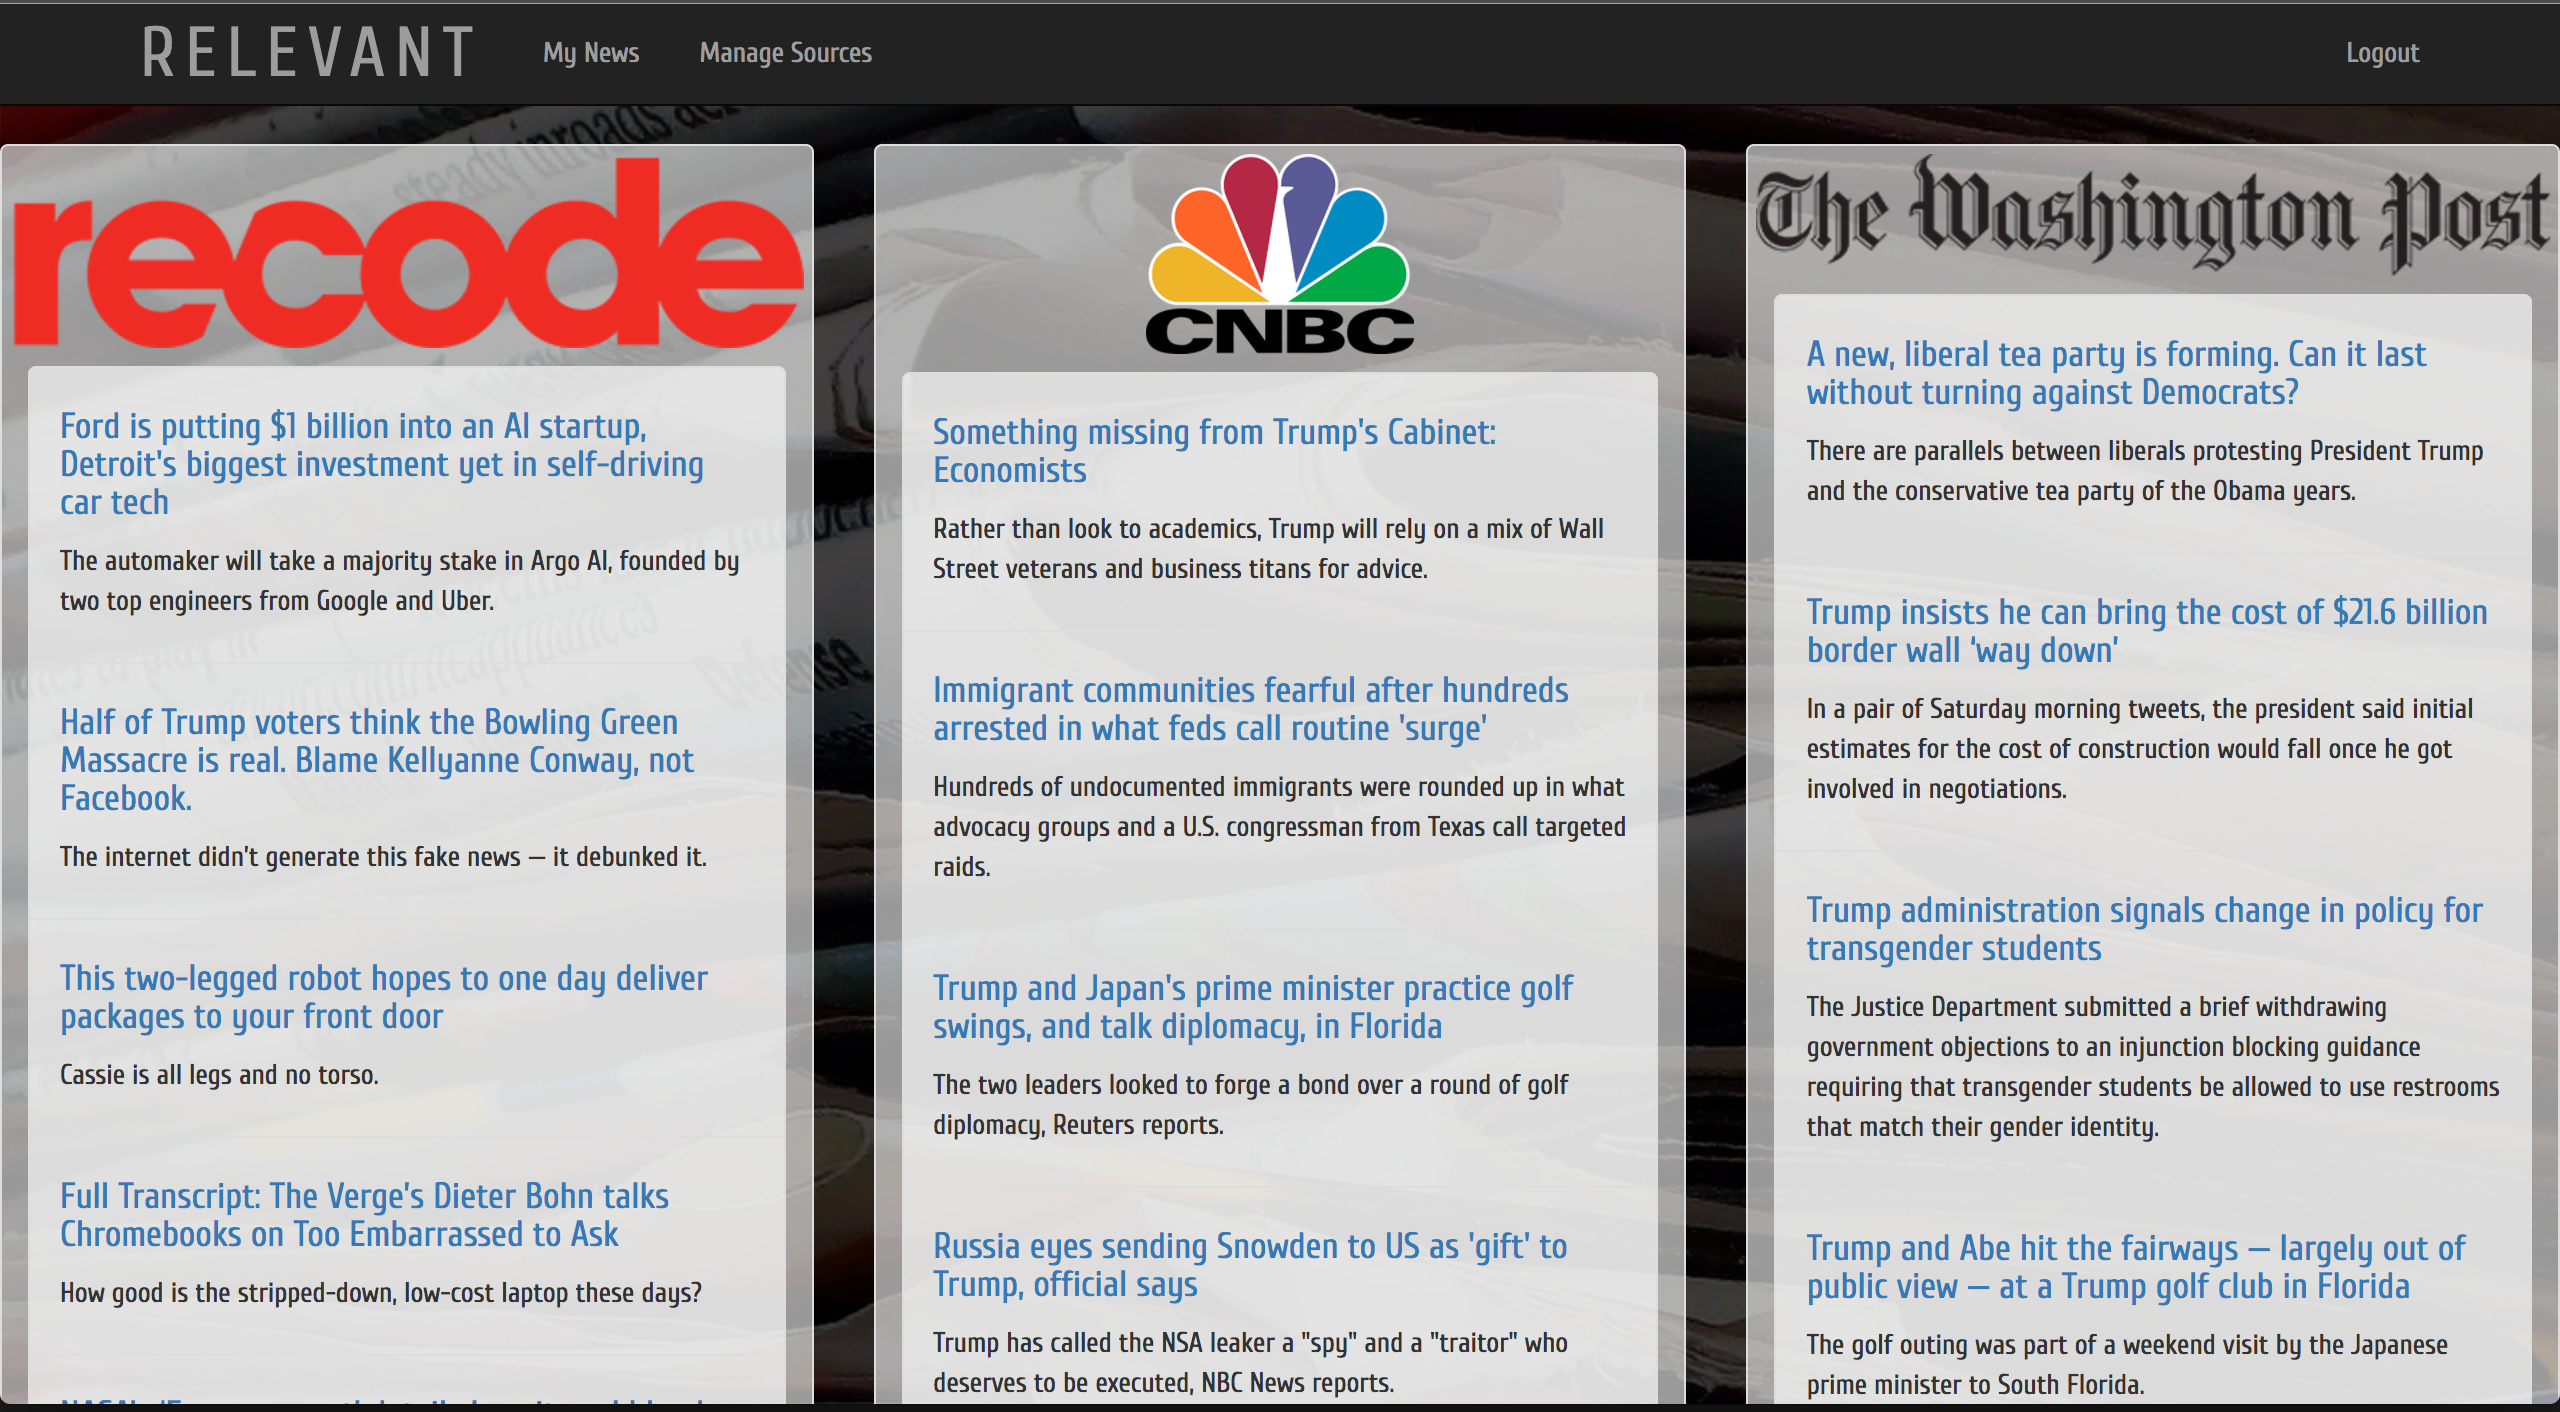 RELEVANT
My News
Manage Sources
Logout
steady inroads
recode
Ford is putting $1 billion into an AI startup,
Detroit's biggest investment yet in self-driving
car tech
The automaker will take a majority stake in Argo AI, founded by
two top engineers from Google and Uber.
Half of Trump voters think the Bowling Green
Massacre is real. Blame Kellyanne Conway, not
Facebook.
The internet didn't generate this fake news — it debunked it.
This two-legged robot hopes to one day deliver
packages to your front door
Cassie is all legs and no torso.
Full Transcript: The Verge's Dieter Bohn talks
Chromebooks on Too Embarrassed to Ask
How good is the stripped-down, low-cost laptop these days?
Defense
CNBC
Something missing from Trump's Cabinet:
Economists
Rather than look to academics, Trump will rely on a mix of Wall
Street veterans and business titans for advice.
Immigrant communities fearful after hundreds
arrested in what feds call routine 'surge'
Hundreds of undocumented immigrants were rounded up in what
advocacy groups and a U.S. congressman from Texas call targeted
raids.
Trump and Japan's prime minister practice golf
swings, and talk diplomacy, in Florida
The two leaders looked to forge a bond over a round of golf
diplomacy, Reuters reports.
Russia eyes sending Snowden to US as 'gift' to
Trump, official says
Trump has called the NSA leaker a "spy" and a "traitor" who
deserves to be executed, NBC News reports.
The Washington Post
A new, liberal tea party is forming. Can it last
without turning against Democrats?
There are parallels between liberals protesting President Trump
and the conservative tea party of the Obama years.
Trump insists he can bring the cost of $21.6 billion
border wall ‘way down’
In a pair of Saturday morning tweets, the president said initial
estimates for the cost of construction would fall once he got
involved in negotiations.
Trump administration signals change in policy for
transgender students
The Justice Department submitted a brief withdrawing
government objections to an injunction blocking guidance
requiring that transgender students be allowed to use restrooms
that match their gender identity.
Trump and Abe hit the fairways — largely out of
public view — at a Trump golf club in Florida
The golf outing was part of a weekend visit by the Japanese
prime minister to South Florida.